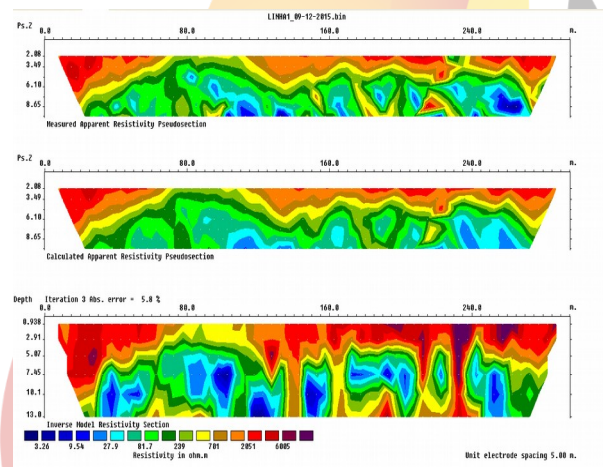 LINHA1_09-12-2015.bin
Ps.Z
0.0 80.0 160.0 240.0 m.
2.08
3.49
6.10
8.65
Measured Apparent Resistivity Pseudosection
Ps.Z
0.0 80.0 160.0 240.0 m.
2.08
3.49
6.10
8.65
Calculated Apparent Resistivity Pseudosection
Depth Iteration 3 Abs. error = 5.8 %
0.0 80.0 160.0 240.0 m.
0.938
2.91
5.07
7.45
10.1
13.0
Inverse Model Resistivity Section
3.26 9.54 27.9 81.7 239 701 2051 6005
Resistivity in ohm.m
Unit electrode spacing 5.00 m.